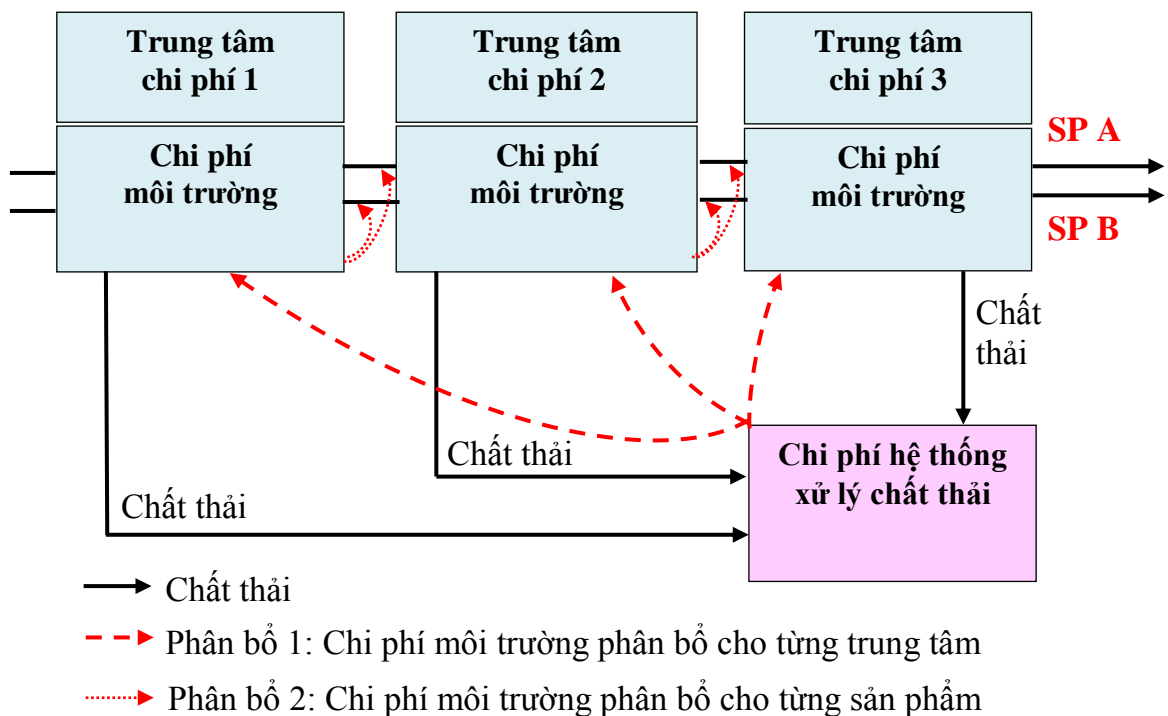 Trung tâm
chi phí 1
Trung tâm
chi phí 2
Trung tâm
chi phí 3
Chi phí
môi trường
Chi phí
môi trường
Chi phí
môi trường
SP A
SP B
Chất
thải
Chất thải
Chất thải
Chi phí hệ thống
xử lý chất thải
Chất thải
Phân bổ 1: Chi phí môi trường phân bổ cho từng trung tâm
Phân bổ 2: Chi phí môi trường phân bổ cho từng sản phẩm